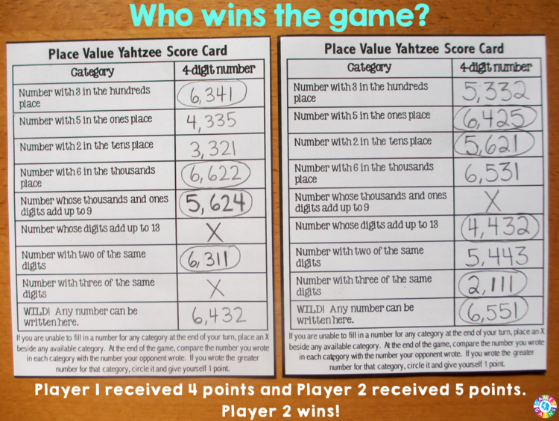 Who wins the game?
Place Value Yahtzee Score Card
Category 4-digit number
Number with 3 in the hundreds
place 6,341
Number with 5 in the ones place 4,335
Number with 2 in the tens place 3,321
Number with 6 in the thousands
place 6,622
Number whose thousands and ones
digits add up to 9 5,624
Number whose digits add up to 13 X
Number with two of the same
digits 6,311
Number with three of the same
digits X
WILD! Any number can be
written here. 6,432
If you are unable to fill in a number for any category at the end of your turn, place an X
beside any available category. At the end of the game, compare the number you wrote
in each category with the number your opponent wrote. If you wrote the greater
number for that category, circle it and give yourself 1 point.
Place Value Yahtzee Score Card
Category 4-digit number
Number with 3 in the hundreds
place 5,332
Number with 5 in the ones place 6,425
Number with 2 in the tens place 5,621
Number with 6 in the thousands
place 6,531
Number whose thousands and ones
digits add up to 9 X
Number whose digits add up to 13 4,432
Number with two of the same
digits 5,443
Number with three of the same
digits 2,111
WILD! Any number can be
written here. 6,551
If you are unable to fill in a number for any category at the end of your turn, place an X
beside any available category. At the end of the game, compare the number you wrote
in each category with the number your opponent wrote. If you wrote the greater
number for that category, circle it and give yourself 1 point.
Player 1 received 4 points and Player 2 received 5 points.
Player 2 wins!